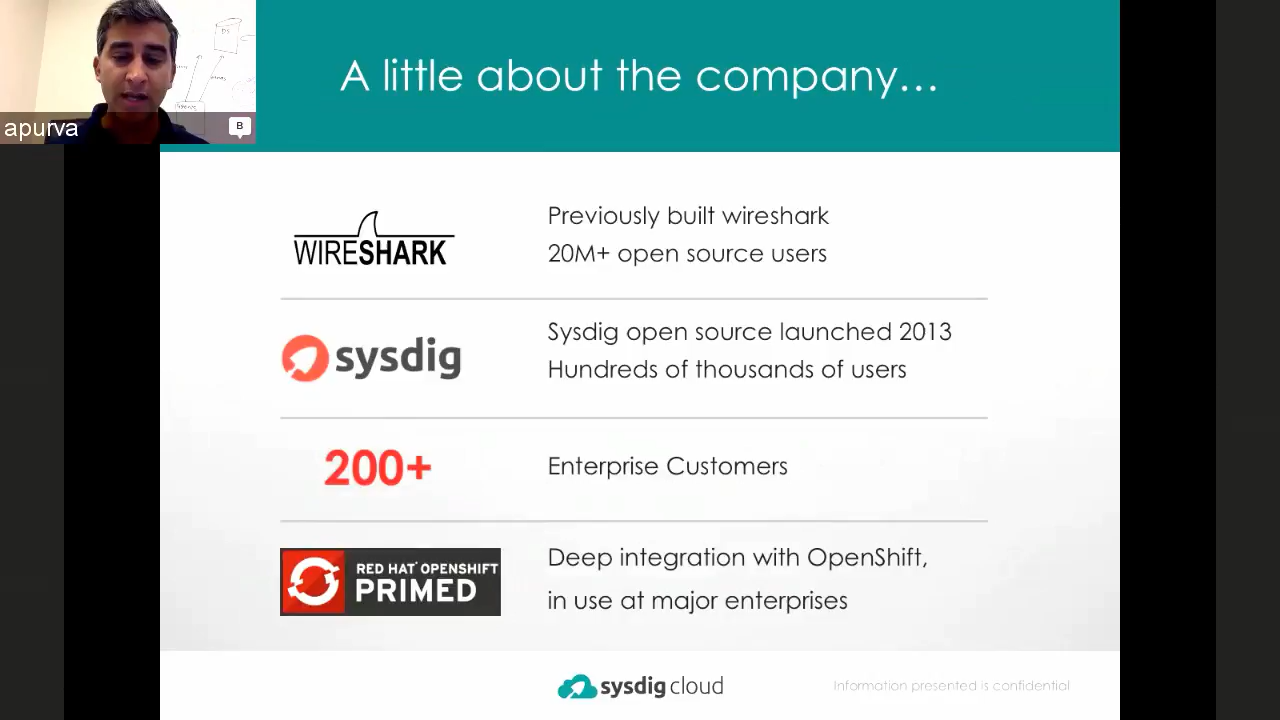 A little about the company...
apurva
B
DS
WIRESHARK
Previously built wireshark
20M+ open source users
sysdig
Sysdig open source launched 2013
Hundreds of thousands of users
200+
Enterprise Customers
RED HAT OPENSHIFT
PRIMED
Deep integration with OpenShift,
in use at major enterprises
sysdig cloud
Information presented is confidential